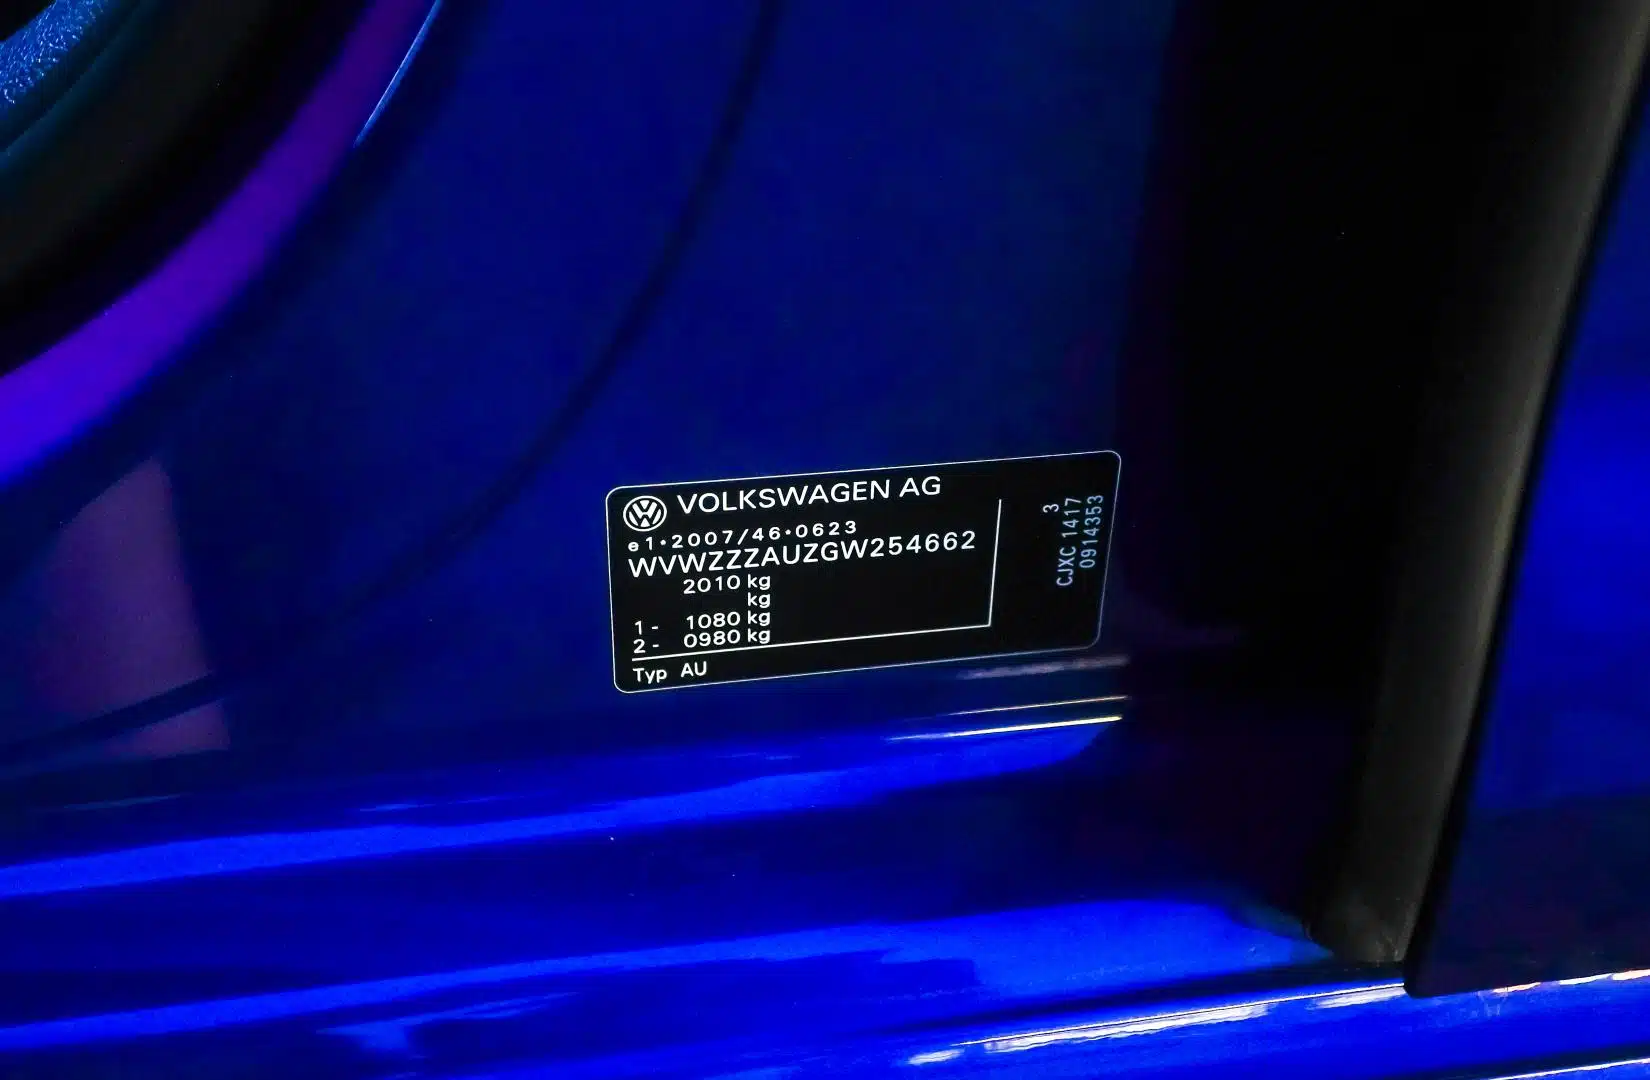 VOLKSWAGEN AG
e1*2007/46*0623
WVWZZZAUZGW254662
2010 kg
kg
1 - 1080 kg
2 - 0980 kg
Typ AU
3
CJXC 1417
0914353